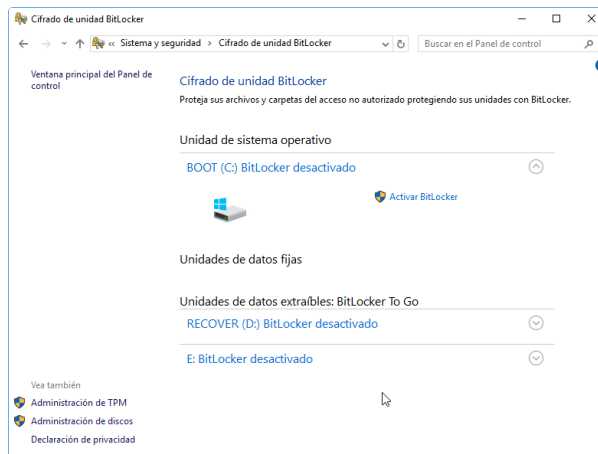 Cifrado de unidad BitLocker
« Sistema y seguridad › Cifrado de unidad BitLocker
Buscar en el Panel de control
Ventana principal del Panel de
control
Cifrado de unidad BitLocker
Proteja sus archivos y carpetas del acceso no autorizado protegiendo sus unidades con BitLocker.
Unidad de sistema operativo
BOOT (C:) BitLocker desactivado
Activar BitLocker
Unidades de datos fijas
Unidades de datos extraíbles: BitLocker To Go
RECOVER (D:) BitLocker desactivado
E: BitLocker desactivado
Vea también
Administración de TPM
Administración de discos
Declaración de privacidad